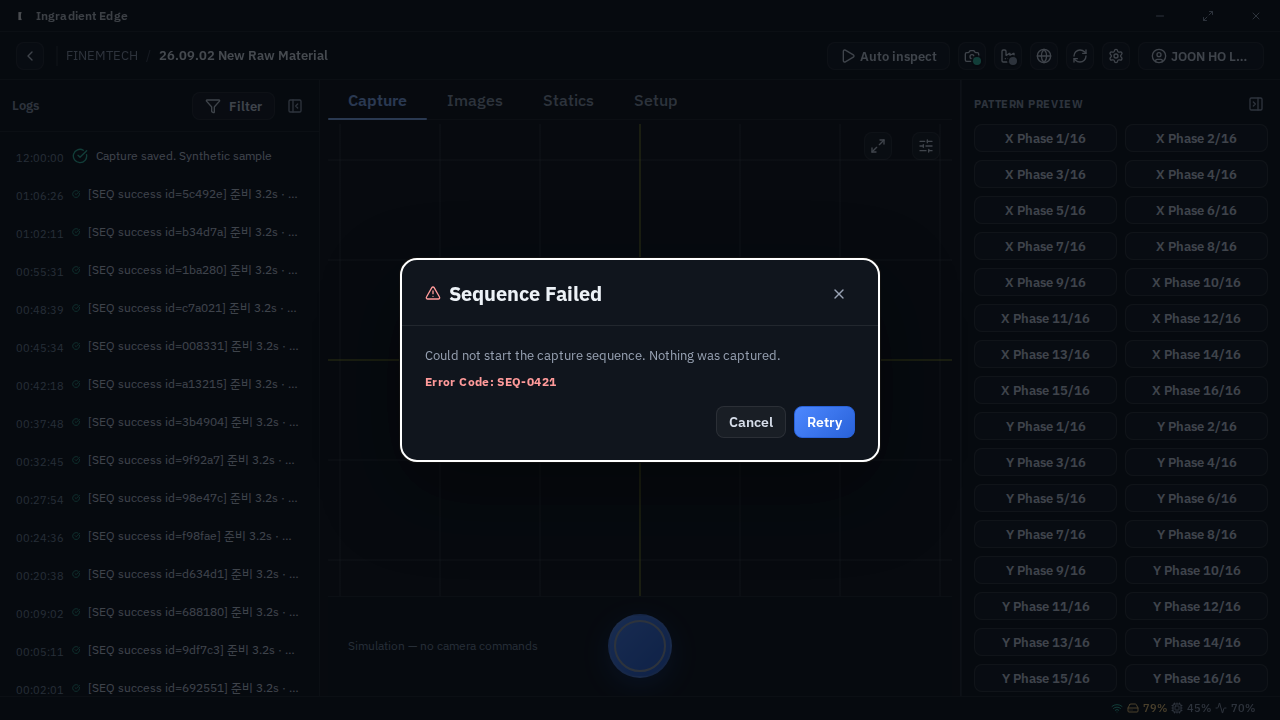 Ingradient Edge
FINEMTECH / 26.09.02 New Raw Material
Auto inspect
JOON HO L...
Logs
Filter
12:00:00 Capture saved. Synthetic sample
01:06:26 [SEQ success id=5c492e] 준비 3.2s · ...
01:02:11 [SEQ success id=b34d7a] 준비 3.2s · ...
00:55:31 [SEQ success id=1ba280] 준비 3.2s · ...
00:48:39 [SEQ success id=c7a021] 준비 3.2s · ...
00:45:34 [SEQ success id=008331] 준비 3.2s · ...
00:42:18 [SEQ success id=a13215] 준비 3.2s · ...
00:37:48 [SEQ success id=3b4904] 준비 3.2s · ...
00:32:45 [SEQ success id=9f92a7] 준비 3.2s · ...
00:27:54 [SEQ success id=98e47c] 준비 3.2s · ...
00:24:36 [SEQ success id=f98fae] 준비 3.2s · ...
00:20:38 [SEQ success id=d634d1] 준비 3.2s · ...
00:09:02 [SEQ success id=688180] 준비 3.2s · ...
00:05:11 [SEQ success id=9df7c3] 준비 3.2s · ...
00:02:01 [SEQ success id=692551] 준비 3.2s · ...
Capture Images Statics Setup
Sequence Failed
Could not start the capture sequence. Nothing was captured.
Error Code: SEQ-0421
Cancel Retry
Simulation — no camera commands
PATTERN PREVIEW
X Phase 1/16 X Phase 2/16
X Phase 3/16 X Phase 4/16
X Phase 5/16 X Phase 6/16
X Phase 7/16 X Phase 8/16
X Phase 9/16 X Phase 10/16
X Phase 11/16 X Phase 12/16
X Phase 13/16 X Phase 14/16
X Phase 15/16 X Phase 16/16
Y Phase 1/16 Y Phase 2/16
Y Phase 3/16 Y Phase 4/16
Y Phase 5/16 Y Phase 6/16
Y Phase 7/16 Y Phase 8/16
Y Phase 9/16 Y Phase 10/16
Y Phase 11/16 Y Phase 12/16
Y Phase 13/16 Y Phase 14/16
Y Phase 15/16 Y Phase 16/16
79% 45% 70%